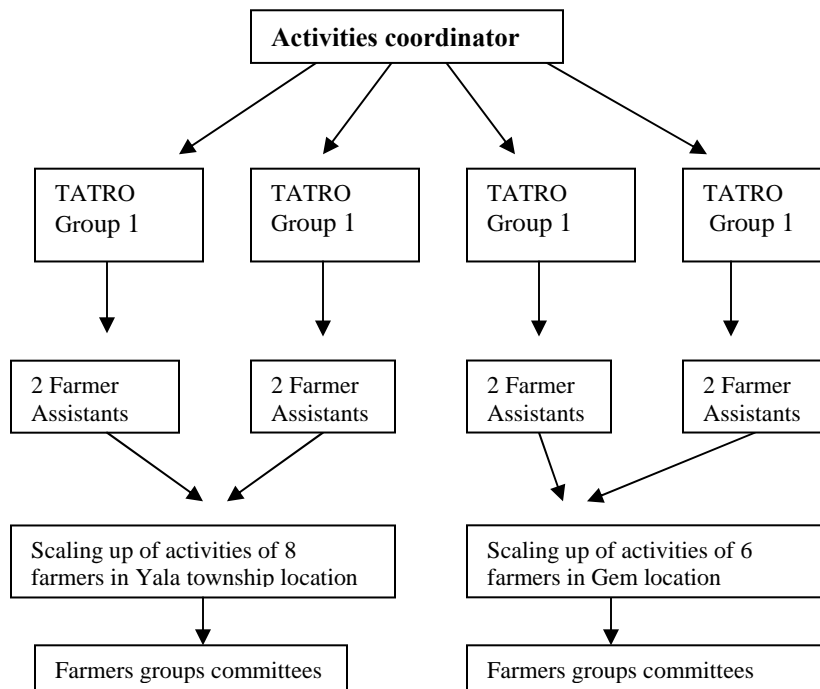 Activities coordinator
TATRO
Group 1
TATRO
Group 1
TATRO
Group 1
TATRO
Group 1
2 Farmer
Assistants
2 Farmer
Assistants
2 Farmer
Assistants
2 Farmer
Assistants
Scaling up of activities of 8
farmers in Yala township location
Scaling up of activities of 6
farmers in Gem location
Farmers groups committees
Farmers groups committees